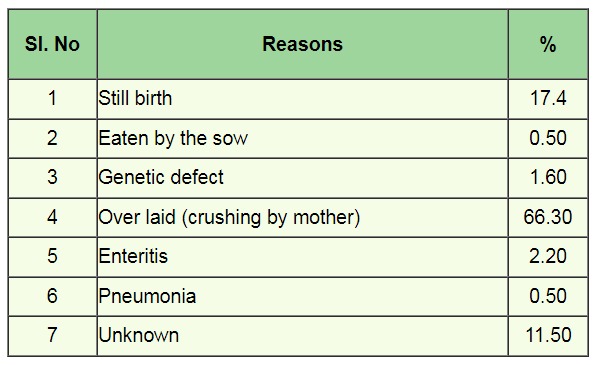 Sl. No Reasons %
1 Still birth 17.4
2 Eaten by the sow 0.50
3 Genetic defect 1.60
4 Over laid (crushing by mother) 66.30
5 Enteritis 2.20
6 Pneumonia 0.50
7 Unknown 11.50